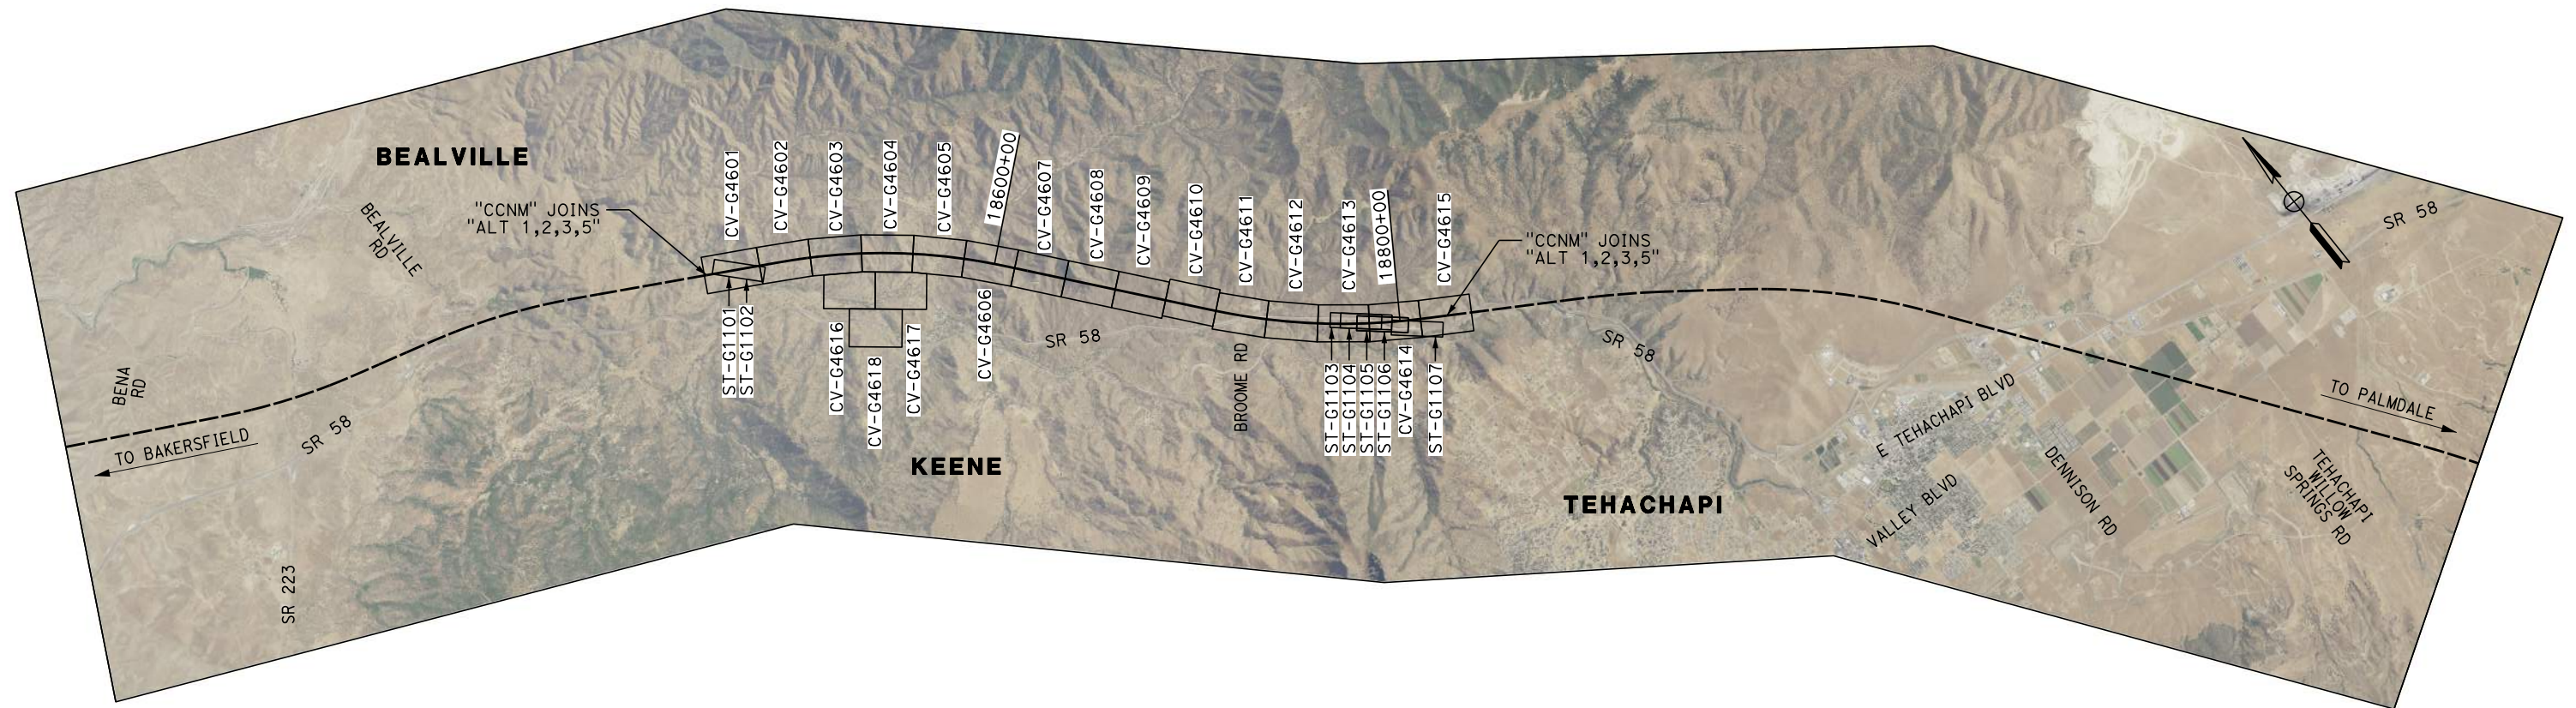 BEALVILLE
BEALVILLE
RD
"CCNM" JOINS
"ALT 1,2,3,5"
CV-G4601
CV-G4602
CV-G4603
CV-G4604
CV-G4605
18600+00
CV-G4607
CV-G4608
CV-G4609
CV-G4610
CV-G4611
CV-G4612
CV-G4613
18800+00
CV-G4615
"CCNM" JOINS
"ALT 1,2,3,5"
SR 58
BENA
RD
TO BAKERSFIELD
SR 58
SR 223
ST-G1101
ST-G1102
CV-G4616
CV-G4618
CV-G4617
CV-G4606
SR 58
KEENE
BROOME RD
ST-G1103
ST-G1104
ST-G1105
ST-G1106
CV-G4614
ST-G1107
SR 58
TEHACHAPI
E TEHACHAPI BLVD
VALLEY BLVD
DENNISON RD
TO PALMDALE
TEHACHAPI
WILLOW
SPRINGS RD